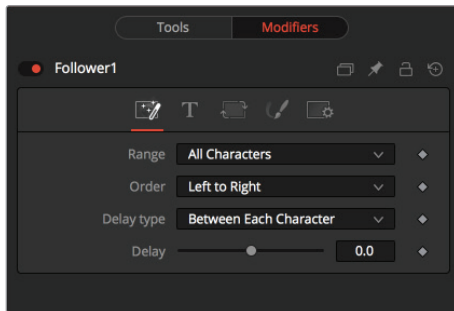 Tools Modifiers
Follower1
T
Range All Characters
Order Left to Right
Delay type Between Each Character
Delay 0.0